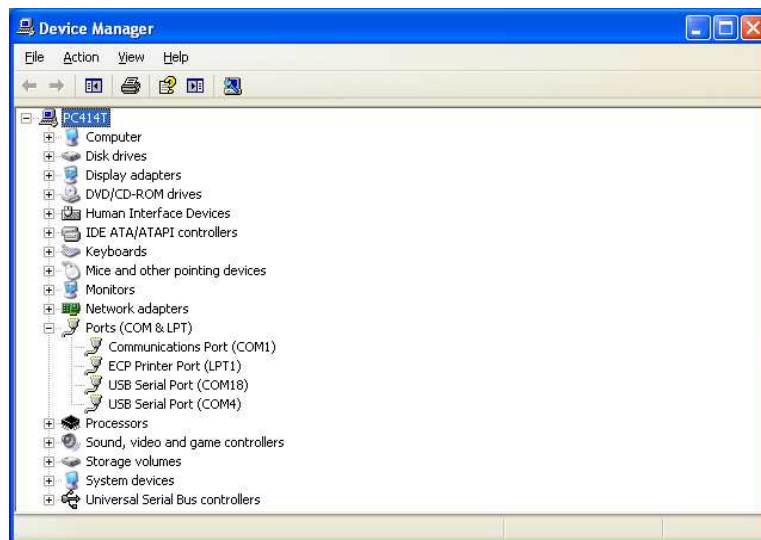 Device Manager
File Action View Help
PC414T
Computer
Disk drives
Display adapters
DVD/CD-ROM drives
Human Interface Devices
IDE ATA/ATAPI controllers
Keyboards
Mice and other pointing devices
Monitors
Network adapters
Ports (COM & LPT)
Communications Port (COM1)
ECP Printer Port (LPT1)
USB Serial Port (COM18)
USB Serial Port (COM4)
Processors
Sound, video and game controllers
Storage volumes
System devices
Universal Serial Bus controllers